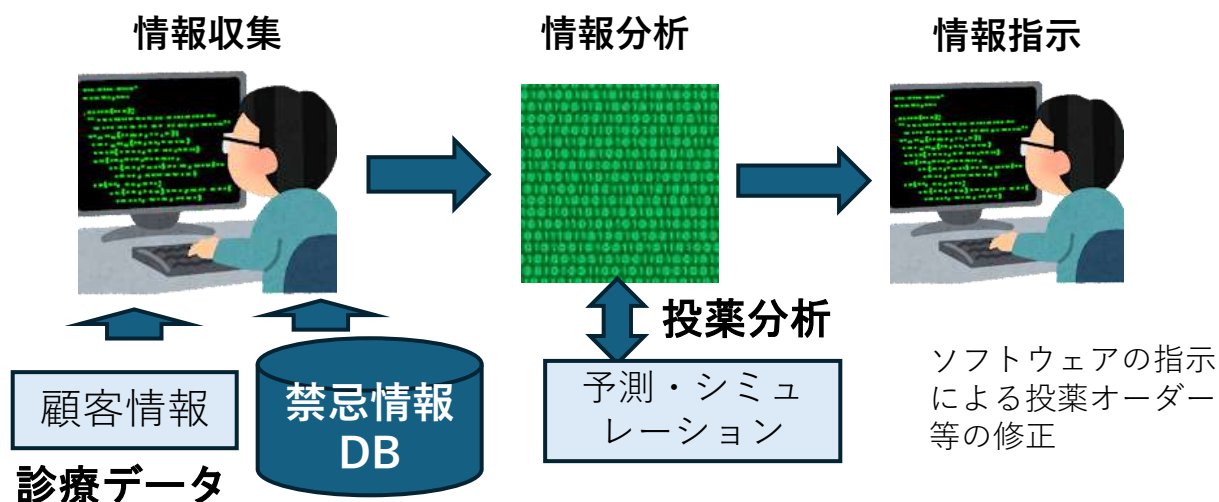 情報収集
情報分析
情報指示
投薬分析
顧客情報
診療データ
禁忌情報
DB
予測・シミュ
レーション
ソフトウェアの指示
による投薬オーダー
等の修正